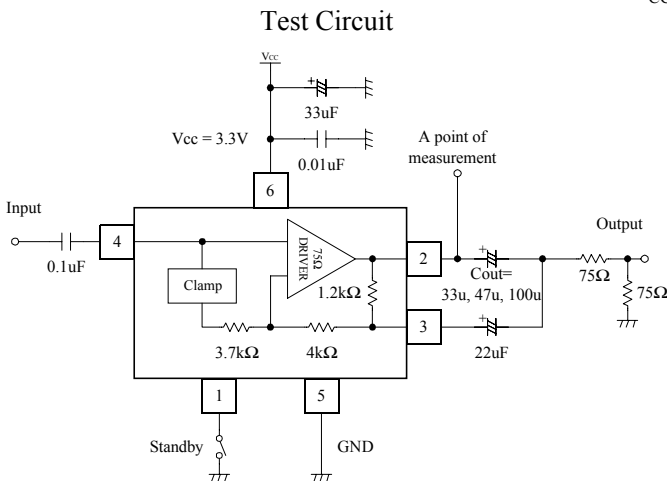 CC
Test Circuit
Vcc
+
33uF
Vcc = 3.3V
0.01uF
A point of
measurement
6
Input
4
0.1uF
75Ω
DRIVER
Clamp
1.2kΩ
2
+
Cout=
33u, 47u, 100u
Output
75Ω
75Ω
3.7kΩ
4kΩ
3
+
22uF
1
5
Standby
GND